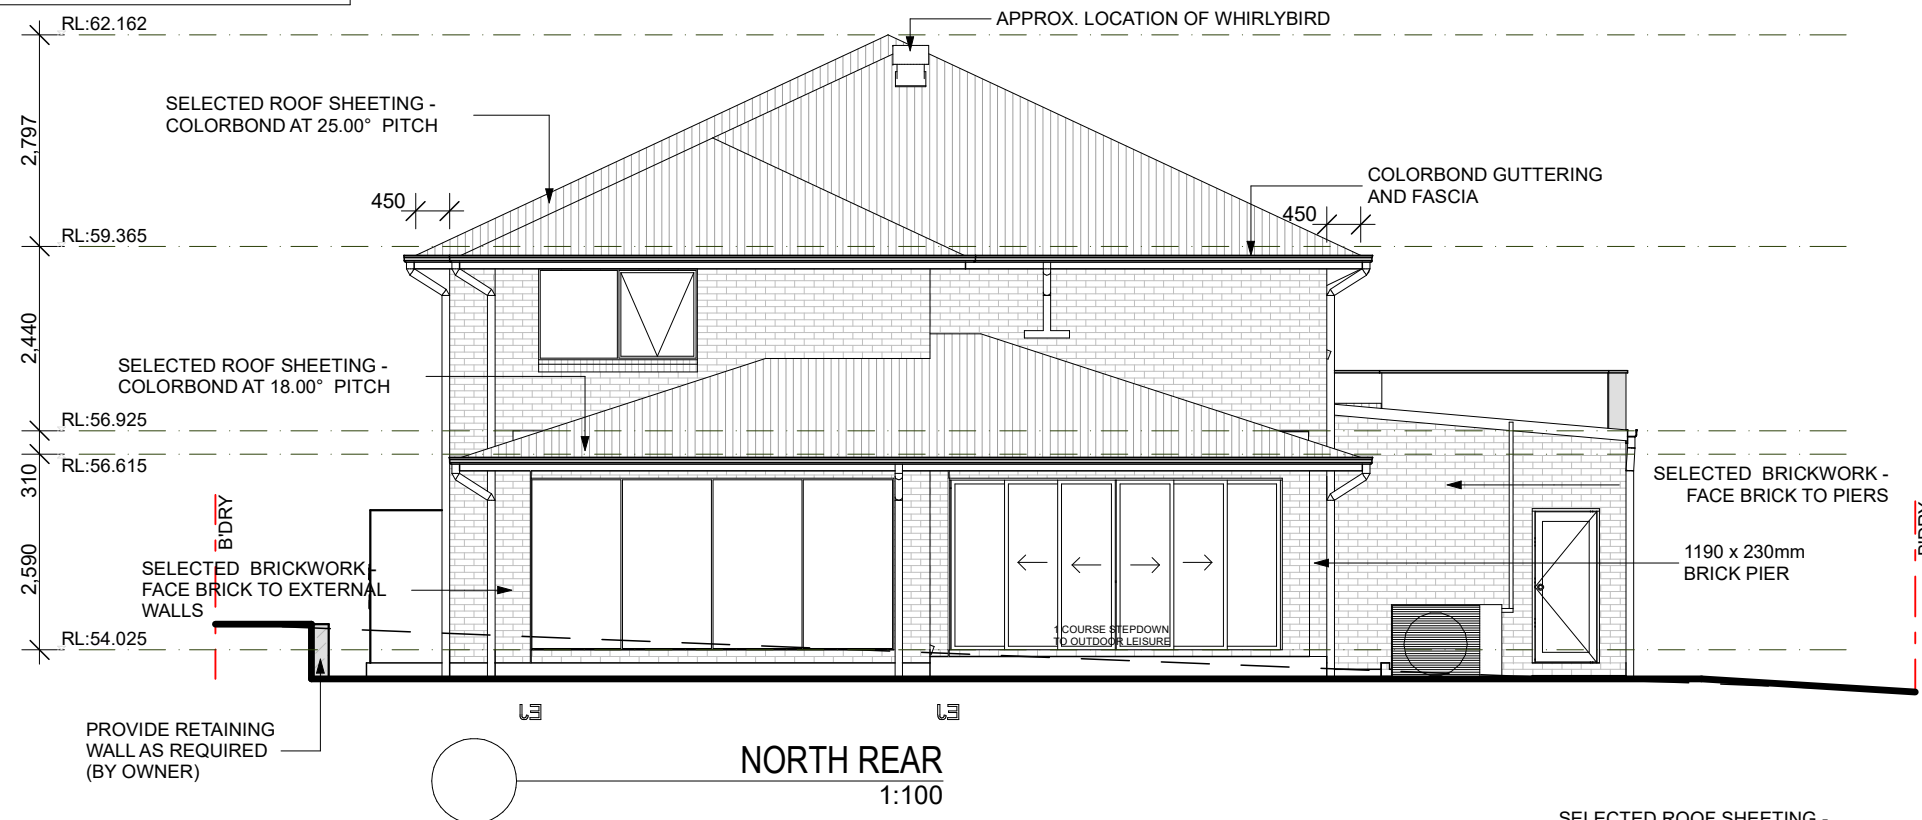 RL:62.162
APPROX. LOCATION OF WHIRLYBIRD
SELECTED ROOF SHEETING -
COLORBOND AT 25.00° PITCH
2,797
COLORBOND GUTTERING
AND FASCIA
450
450
RL:59.365
2,440
SELECTED ROOF SHEETING -
COLORBOND AT 18.00° PITCH
RL:56.925
310
RL:56.615
SELECTED BRICKWORK -
FACE BRICK TO PIERS
B'DRY
B'DRY
2,590
SELECTED BRICKWORK -
FACE BRICK TO EXTERNAL
WALLS
1190 x 230mm
BRICK PIER
1 COURSE STEPDOWN
TO OUTDOOR LEISURE
RL:54.025
EJ
EJ
PROVIDE RETAINING
WALL AS REQUIRED
(BY OWNER)
NORTH REAR
1:100
SELECTED ROOF SHEETING -